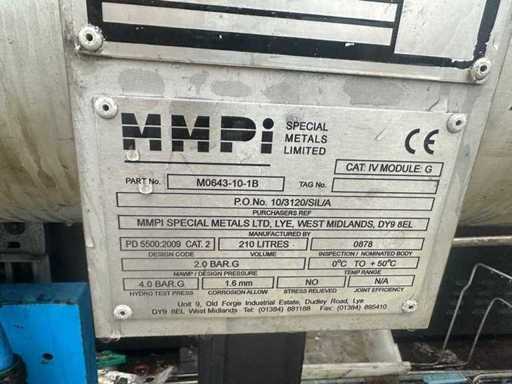 MMPi SPECIAL METALS LIMITED CE
CAT: IV MODULE: G
PART No. M0643-10-1B TAG No.
P.O.No. 10/3120/SIL/A
PURCHASERS REF
MMPI SPECIAL METALS LTD, LYE, WEST MIDLANDS, DY9 8EL
MANUFACTURED BY
PD 5500:2009 CAT. 2 210 LITRES 0878
DESIGN CODE VOLUME INSPECTION / NOMINATED BODY
2.0 BAR.G 0°C TO +50°C
MAWP / DESIGN PRESSURE TEMP RANGE
4.0 BAR.G 1.6 mm NO N/A
HYDRO TEST PRESS CORROSION ALLOW STRESS RELIEVED JOINT EFFICIENCY
Unit 9, Old Forge Industrial Estate, Dudley Road, Lye
DY9 8EL West Midlands Tel: (01384) 881188 Fax: (01384) 895410